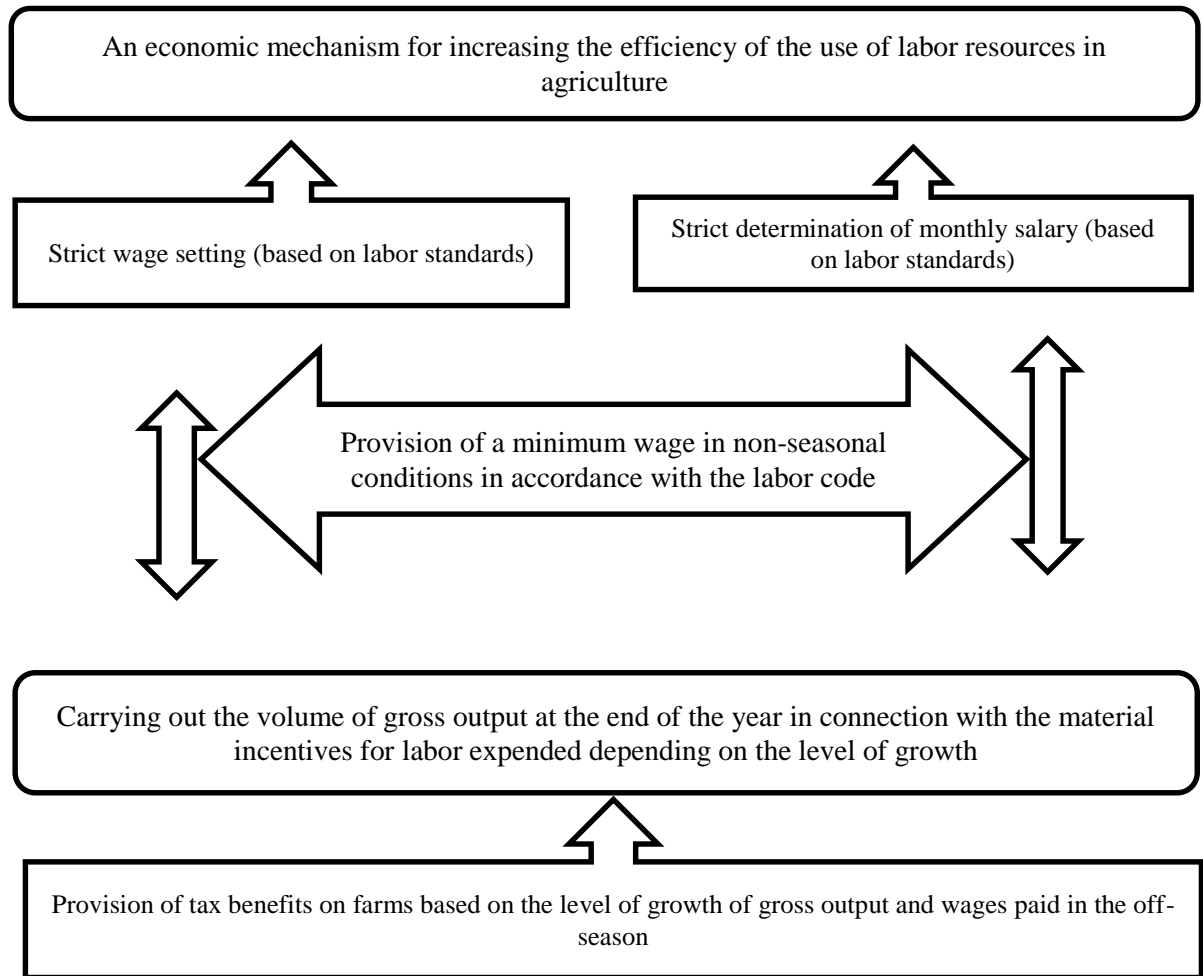 An economic mechanism for increasing the efficiency of the use of labor resources in
agriculture
Strict wage setting (based on labor standards)
Strict determination of monthly salary (based
on labor standards)
Provision of a minimum wage in non-seasonal
conditions in accordance with the labor code
Carrying out the volume of gross output at the end of the year in connection with the material
incentives for labor expended depending on the level of growth
Provision of tax benefits on farms based on the level of growth of gross output and wages paid in the off-
season